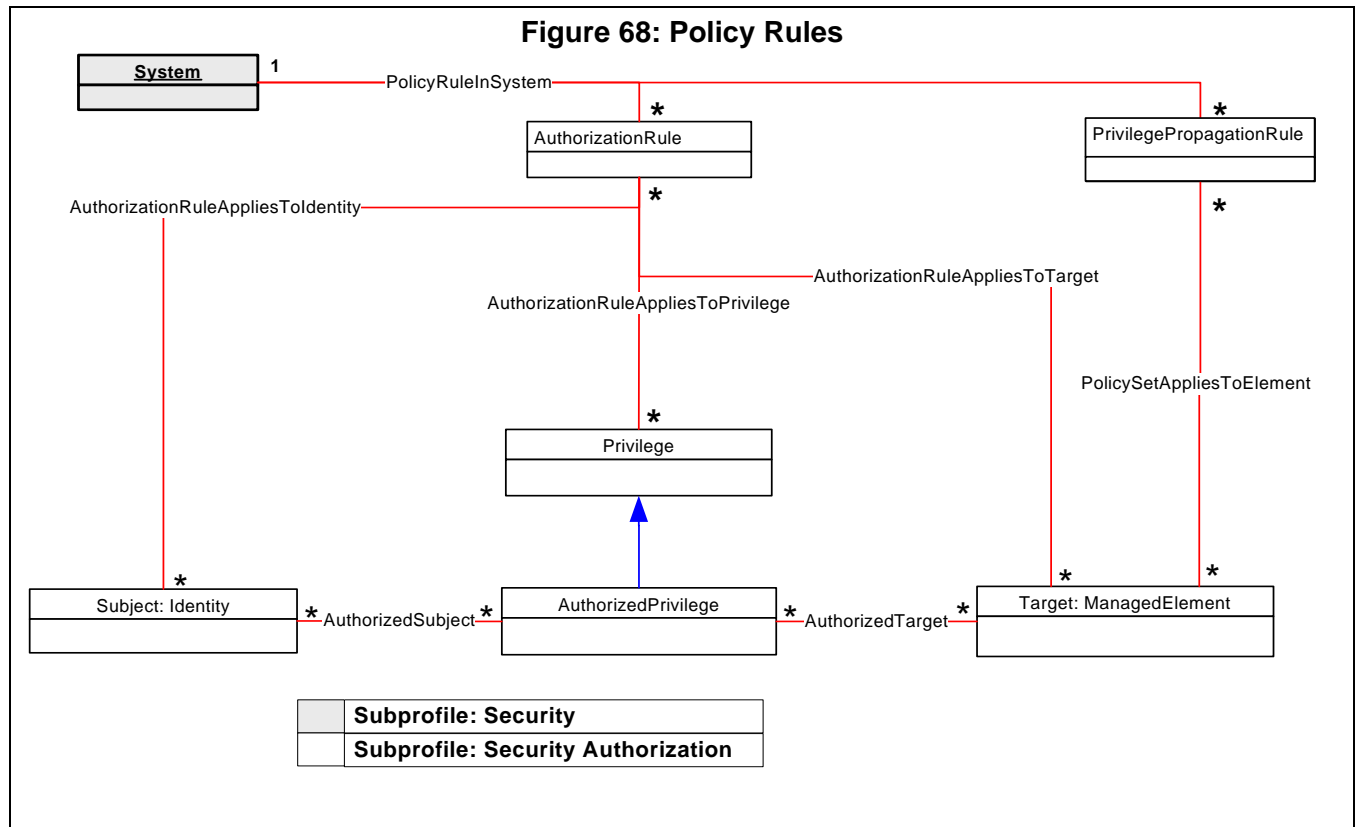 Figure 68: Policy Rules
System
1
PolicyRuleInSystem
*
*
AuthorizationRule
PrivilegePropagationRule
*
*
AuthorizationRuleAppliesToIdentity
AuthorizationRuleAppliesToTarget
AuthorizationRuleAppliesToPrivilege
PolicySetAppliesToElement
*
Privilege
*
*
*
Subject: Identity
AuthorizedPrivilege
Target: ManagedElement
*
AuthorizedSubject
*
*
AuthorizedTarget
*
Subprofile: Security
Subprofile: Security Authorization